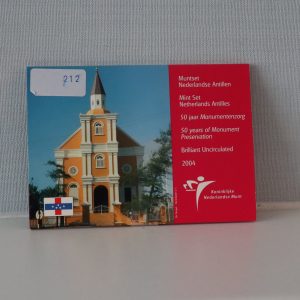 212
Muntset
Nederlandse Antillen
Mint Set
Netherlands Antilles
50 jaar Monumentenzorg
50 years of Monument
Preservation
Brilliant Uncirculated
2004
Koninklijke
Nederlandse Munt